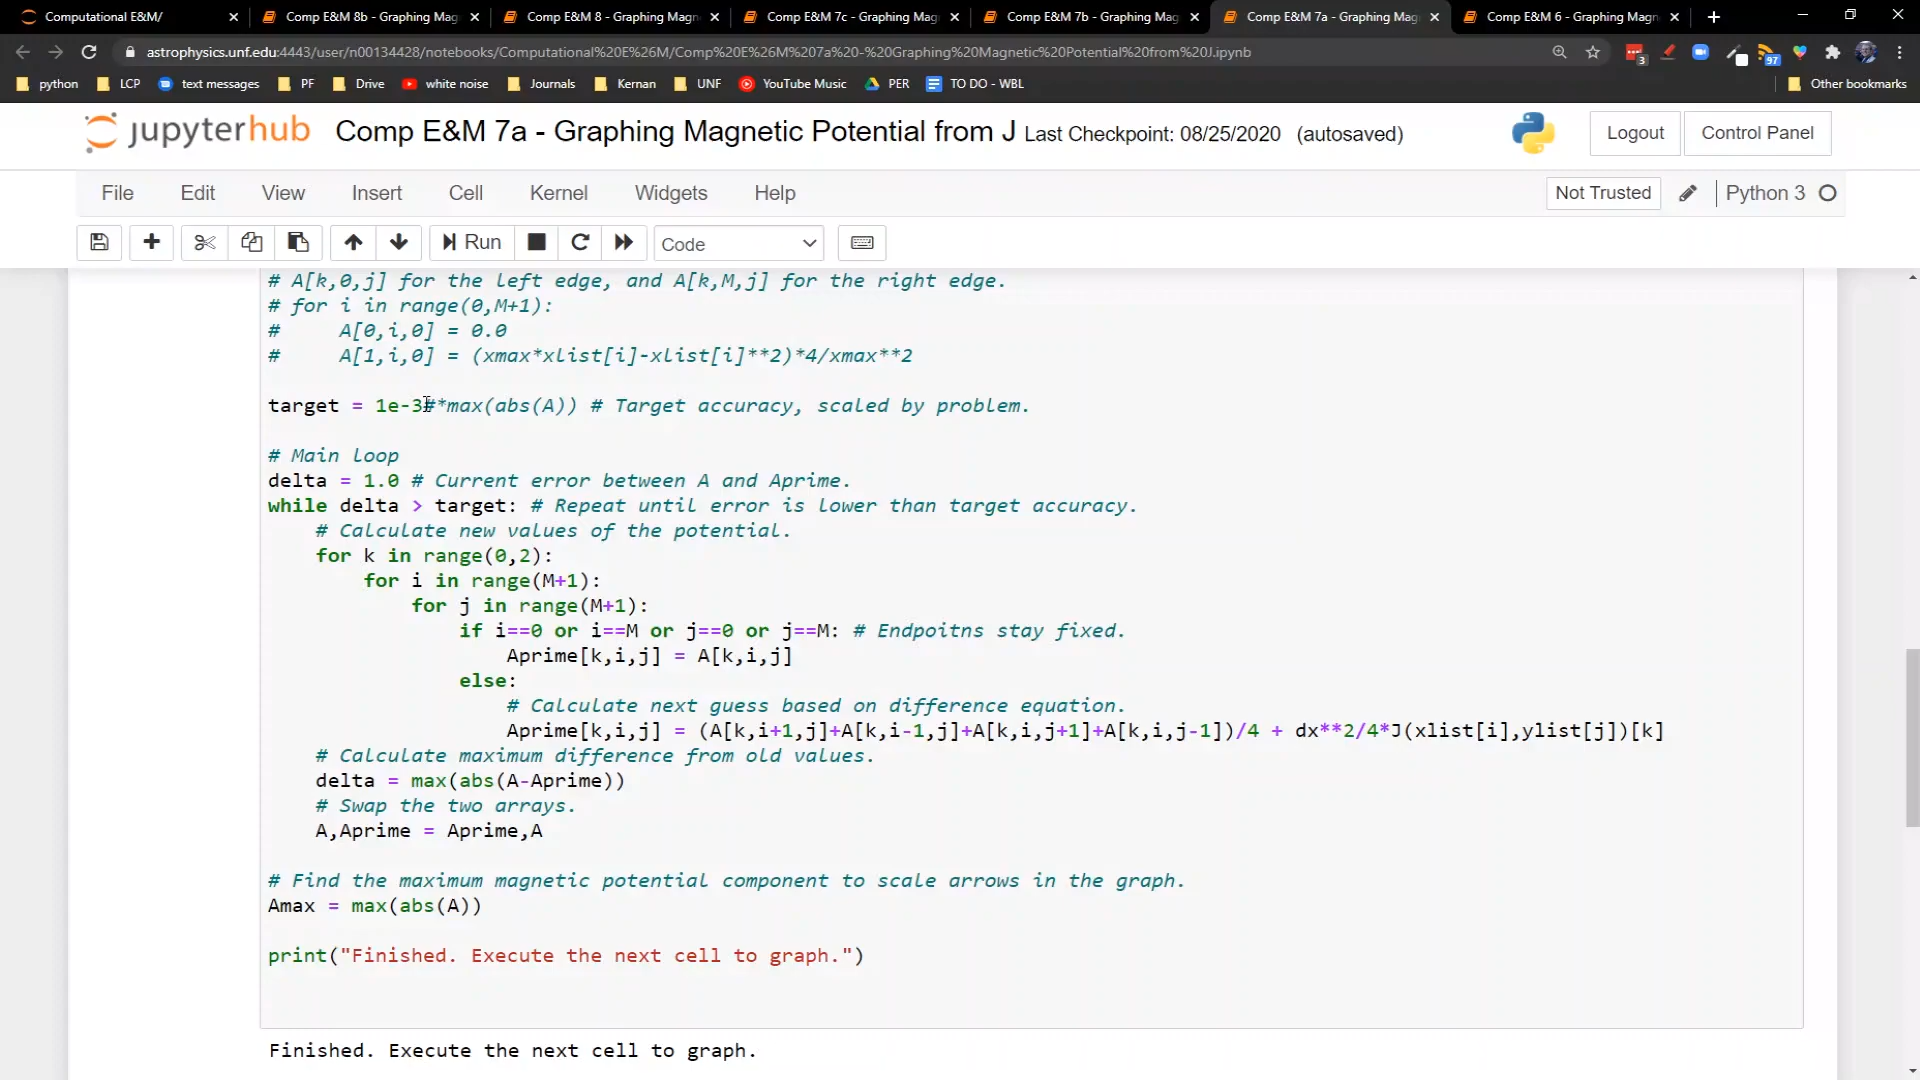 Computational E&M/
Comp E&M 8b - Graphing Mag
Comp E&M 8 - Graphing Magn
Comp E&M 7c - Graphing Mag
Comp E&M 7b - Graphing Mag
Comp E&M 7a - Graphing Mag
Comp E&M 6 - Graphing Magn
astrophysics.unf.edu:4443/user/n00134428/notebooks/Computational%20E%26M/Comp%20E%26M%207a%20-%20Graphing%20Magnetic%20Potential%20from%20J.ipynb
3
97
python LCP text messages PF Drive white noise Journals Kernan UNF YouTube Music PER TO DO - WBL Other bookmarks
jupyterhub Comp E&M 7a - Graphing Magnetic Potential from J Last Checkpoint: 08/25/2020 (autosaved) Logout Control Panel
File Edit View Insert Cell Kernel Widgets Help Not Trusted Python 3
Run Code
# A[k,0,j] for the left edge, and A[k,M,j] for the right edge.
# for i in range(0,M+1):
#     A[0,i,0] = 0.0
#     A[1,i,0] = (xmax*xlist[i]-xlist[i]**2)*4/xmax**2
target = 1e-3#*max(abs(A)) # Target accuracy, scaled by problem.
# Main loop
delta = 1.0 # Current error between A and Aprime.
while delta > target: # Repeat until error is lower than target accuracy.
    # Calculate new values of the potential.
    for k in range(0,2):
        for i in range(M+1):
            for j in range(M+1):
                if i==0 or i==M or j==0 or j==M: # Endpoitns stay fixed.
                    Aprime[k,i,j] = A[k,i,j]
                else:
                    # Calculate next guess based on difference equation.
                    Aprime[k,i,j] = (A[k,i+1,j]+A[k,i-1,j]+A[k,i,j+1]+A[k,i,j-1])/4 + dx**2/4*J(xlist[i],ylist[j])[k]
    # Calculate maximum difference from old values.
    delta = max(abs(A-Aprime))
    # Swap the two arrays.
    A,Aprime = Aprime,A
# Find the maximum magnetic potential component to scale arrows in the graph.
Amax = max(abs(A))
print("Finished. Execute the next cell to graph.")
Finished. Execute the next cell to graph.